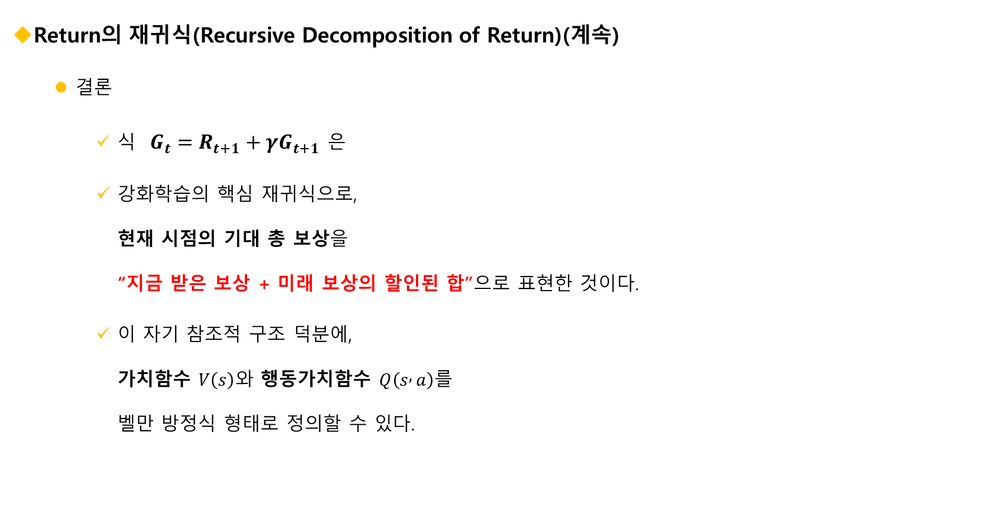 ◆Return의 재귀식(Recursive Decomposition of Return)(계속)
● 결론
✓ 식 $G_t = R_{t+1} + \gamma G_{t+1}$ 은
✓ 강화학습의 핵심 재귀식으로,
현재 시점의 기대 총 보상을
“지금 받은 보상 + 미래 보상의 할인된 합”으로 표현한 것이다.
✓ 이 자기 참조적 구조 덕분에,
가치함수 V(s)와 행동가치함수 Q(s, a)를
벨만 방정식 형태로 정의할 수 있다.